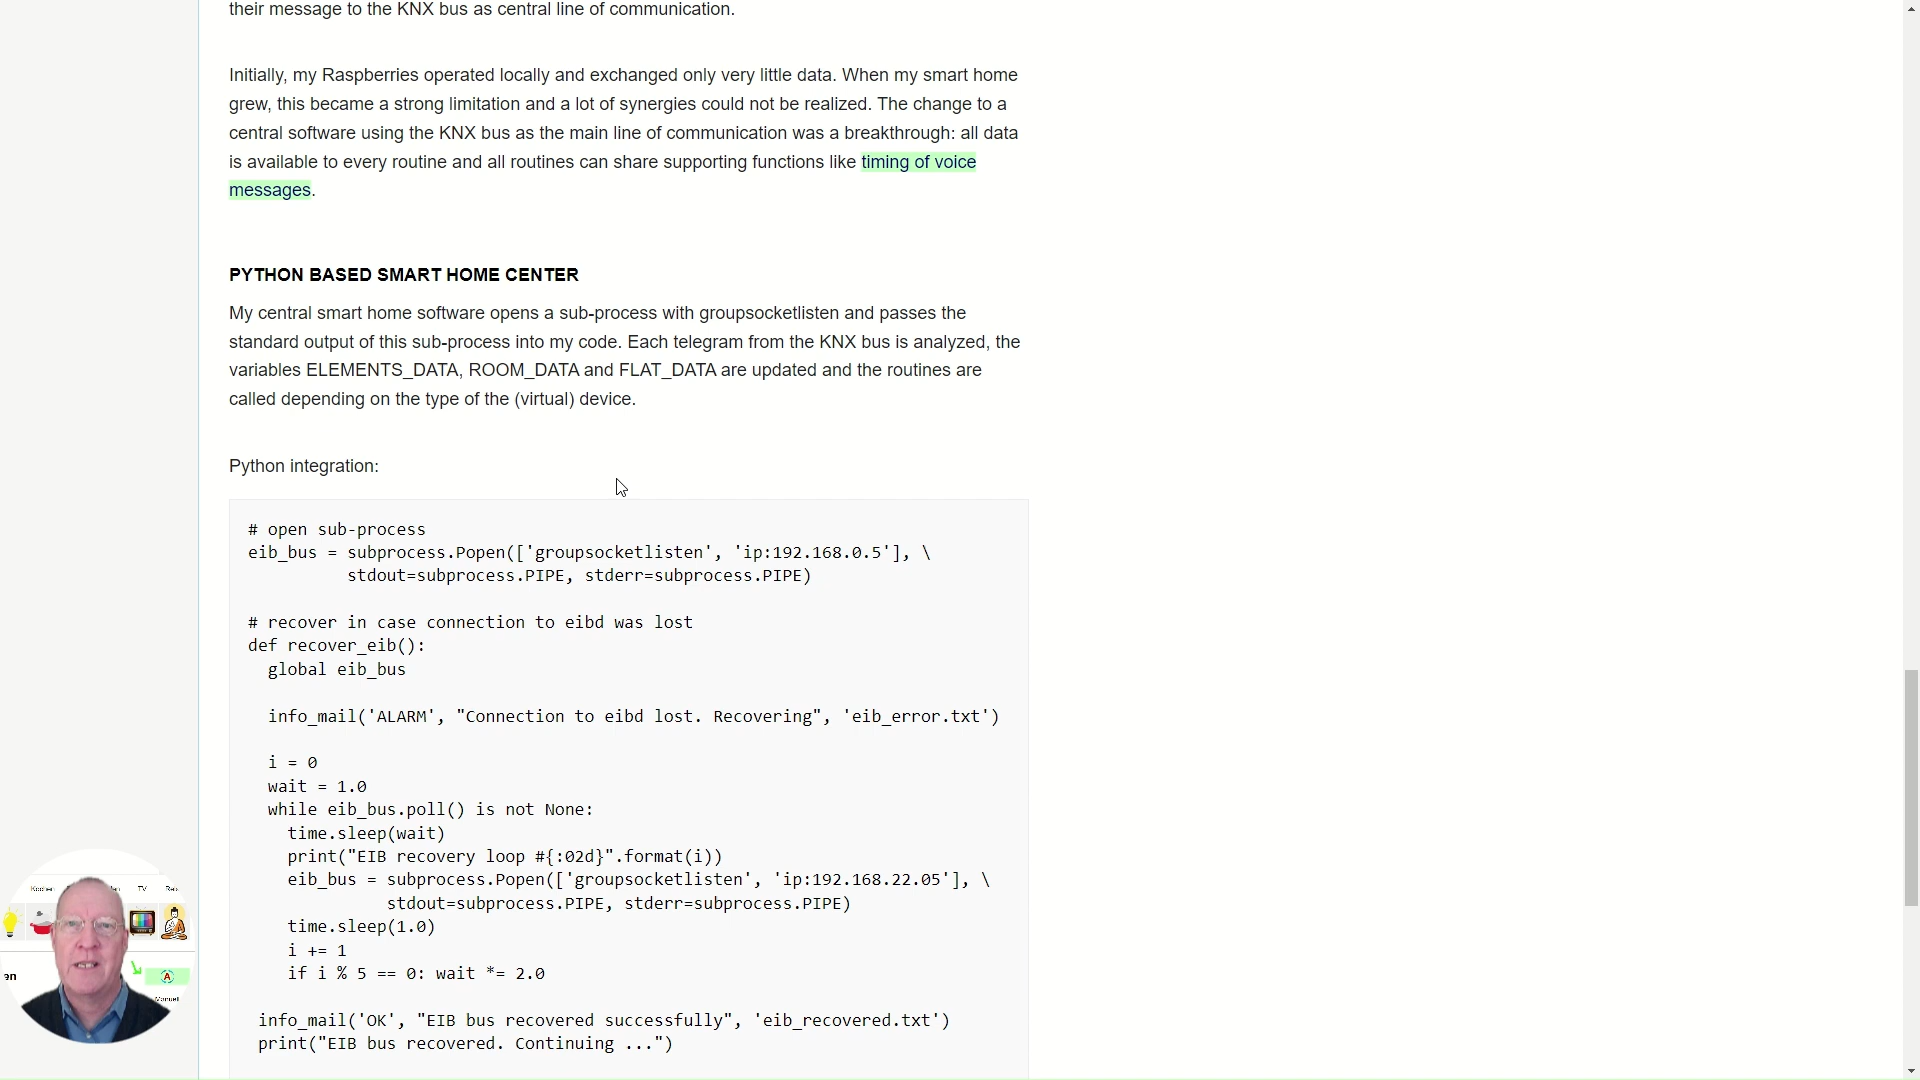 their message to the KNX bus as central line of communication.
Initially, my Raspberries operated locally and exchanged only very little data. When my smart home
grew, this became a strong limitation and a lot of synergies could not be realized. The change to a
central software using the KNX bus as the main line of communication was a breakthrough: all data
is available to every routine and all routines can share supporting functions like timing of voice
messages.
PYTHON BASED SMART HOME CENTER
My central smart home software opens a sub-process with groupsocketlisten and passes the
standard output of this sub-process into my code. Each telegram from the KNX bus is analyzed, the
variables ELEMENTS_DATA, ROOM_DATA and FLAT_DATA are updated and the routines are
called depending on the type of the (virtual) device.
Python integration:
# open sub-process
eib_bus = subprocess.Popen(['groupsocketlisten', 'ip:192.168.0.5'], \
stdout=subprocess.PIPE, stderr=subprocess.PIPE)
# recover in case connection to eibd was lost
def recover_eib():
global eib_bus
info_mail('ALARM', "Connection to eibd lost. Recovering", 'eib_error.txt')
i = 0
wait = 1.0
while eib_bus.poll() is not None:
time.sleep(wait)
print("EIB recovery loop #{:02d}".format(i))
eib_bus = subprocess.Popen(['groupsocketlisten', 'ip:192.168.22.05'], \
stdout=subprocess.PIPE, stderr=subprocess.PIPE)
time.sleep(1.0)
i += 1
if i % 5 == 0: wait *= 2.0
info_mail('OK', "EIB bus recovered successfully", 'eib_recovered.txt')
print("EIB bus recovered. Continuing ...")
Kochen TV
en A
Manuell